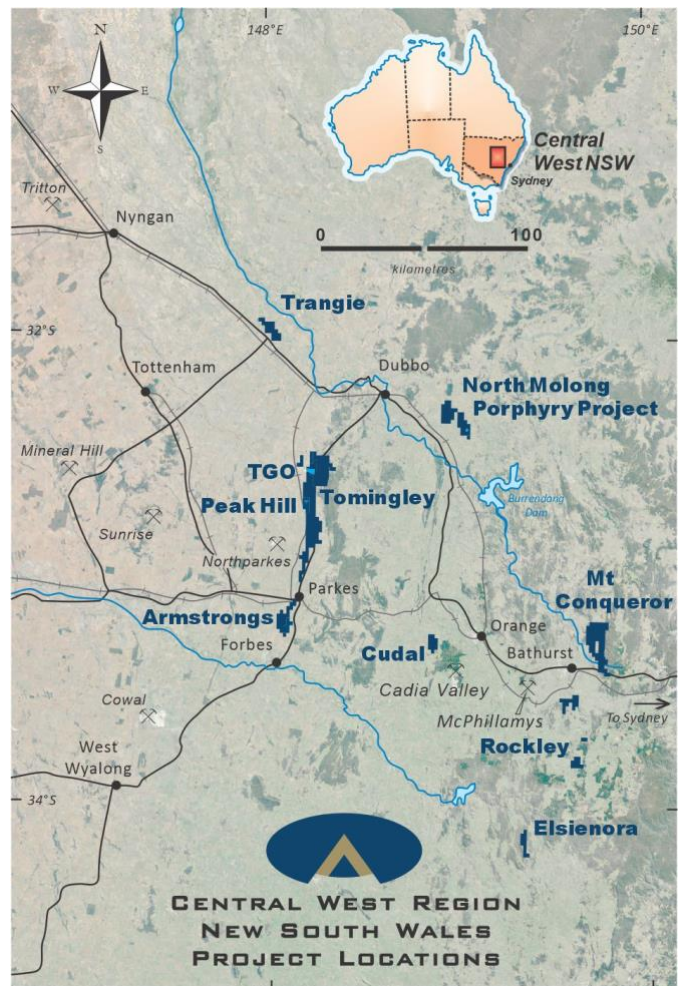 148°E
150°E
N
W
E
S
Central
West NSW
Sydney
Tritton
Nyngan
0
100
kilometres
Trangie
32°S
Tottenham
Dubbo
North Molong
Porphyry Project
Mineral Hill
TGO
Tomingley
Peak Hill
Burrendong
Dam
Sunrise
Northparkes
Mt
Conqueror
Parkes
Armstrongs
Orange
Forbes
Cudal
Bathurst
Cadia Valley
Cowal
McPhillamys
To Sydney
West
Wyalong
Rockley
34°S
Elsienora
Central West Region
New South Wales
Project Locations